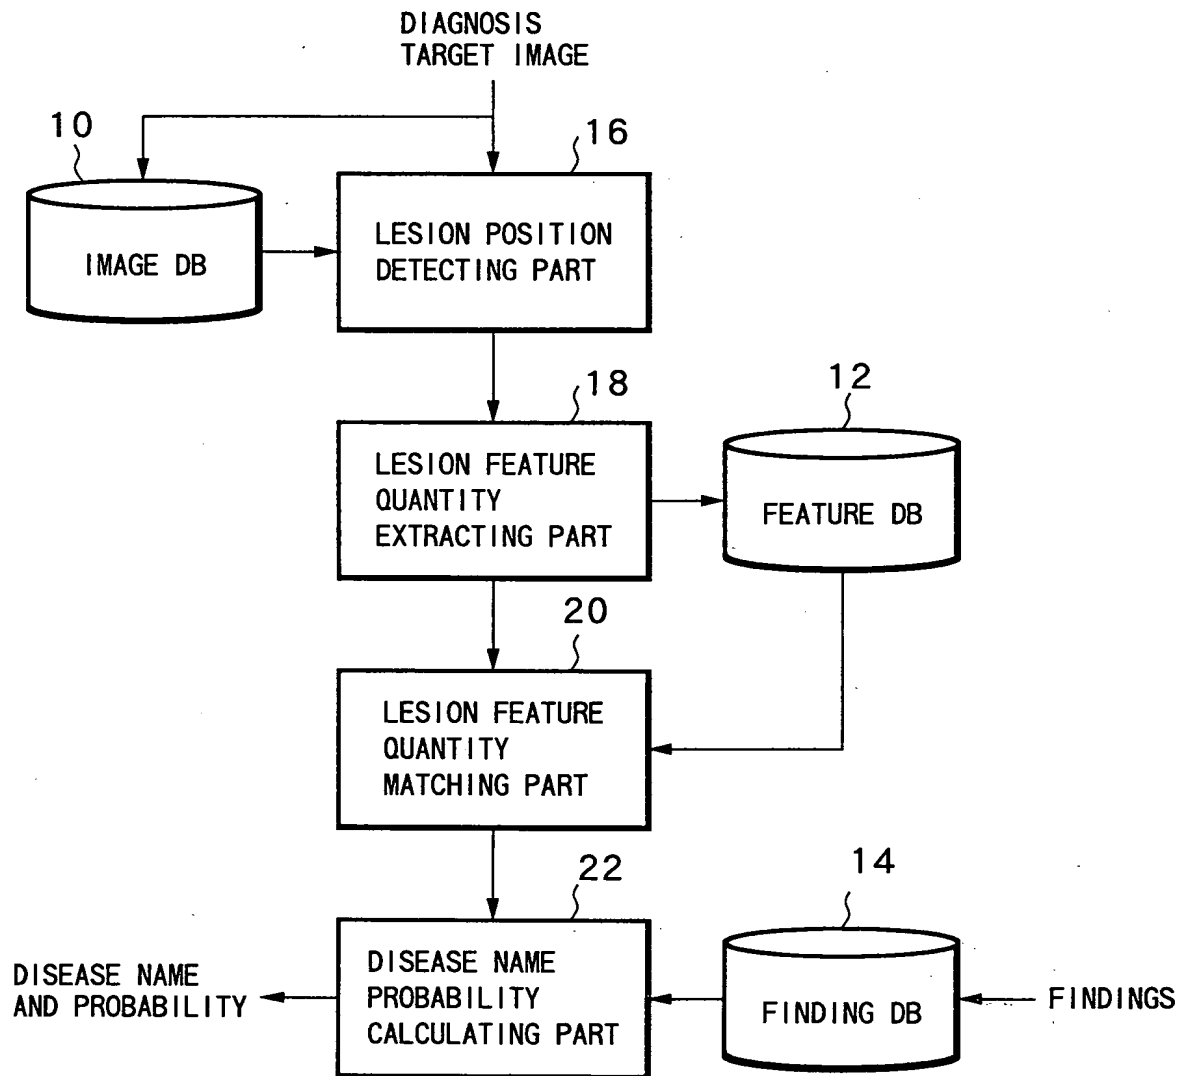 DIAGNOSIS
TARGET IMAGE
10
16
IMAGE DB
LESION POSITION
DETECTING PART
18
12
LESION FEATURE
QUANTITY
EXTRACTING PART
FEATURE DB
20
LESION FEATURE
QUANTITY
MATCHING PART
22
14
DISEASE NAME
AND PROBABILITY
DISEASE NAME
PROBABILITY
CALCULATING PART
FINDING DB
FINDINGS